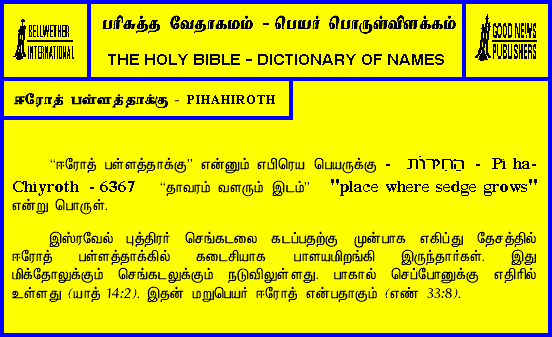 BELLWETHER
INTERNATIONAL
பரிசுத்த வேதாகமம் - பெயர் பொருள்விளக்கம்
THE HOLY BIBLE - DICTIONARY OF NAMES
GOOD NEWS
PUBLISHERS
ஈரோத் பள்ளத்தாக்கு - PIHAHIROTH
“ஈரோத் பள்ளத்தாக்கு” என்னும் எபிரெய பெயருக்கு - החירות - Pi ha-
Chiyroth - 6367 “தாவரம் வளரும் இடம்” "place where sedge grows"
என்று பொருள்.
இஸ்ரவேல் புத்திரர் செங்கடலை கடப்பதற்கு முன்பாக எகிப்து தேசத்தில்
ஈரோத் பள்ளத்தாக்கில் கடைசியாக பாளயமிறங்கி இருந்தார்கள். இது
மிக்தோலுக்கும் செங்கடலுக்கும் நடுவிலுள்ளது. பாகால் செப்போனுக்கு எதிரில்
உள்ளது (யாத் 14:2). இதன் மறுபெயர் ஈரோத் என்பதாகும் (எண் 33:8).